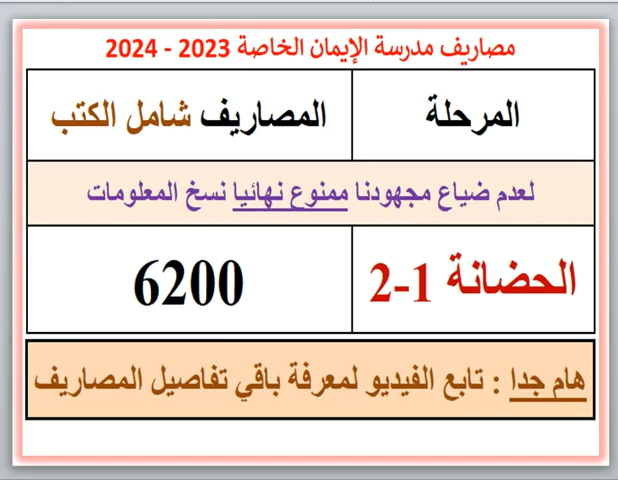 مصاريف مدرسة الإيمان الخاصة 2023 - 2024
المرحلة
المصاريف شامل الكتب
لعدم ضياع مجهودنا ممنوع نهائيا نسخ المعلومات
الحضانة 1-2
6200
هام جدا : تابع الفيديو لمعرفة باقي تفاصيل المصاريف